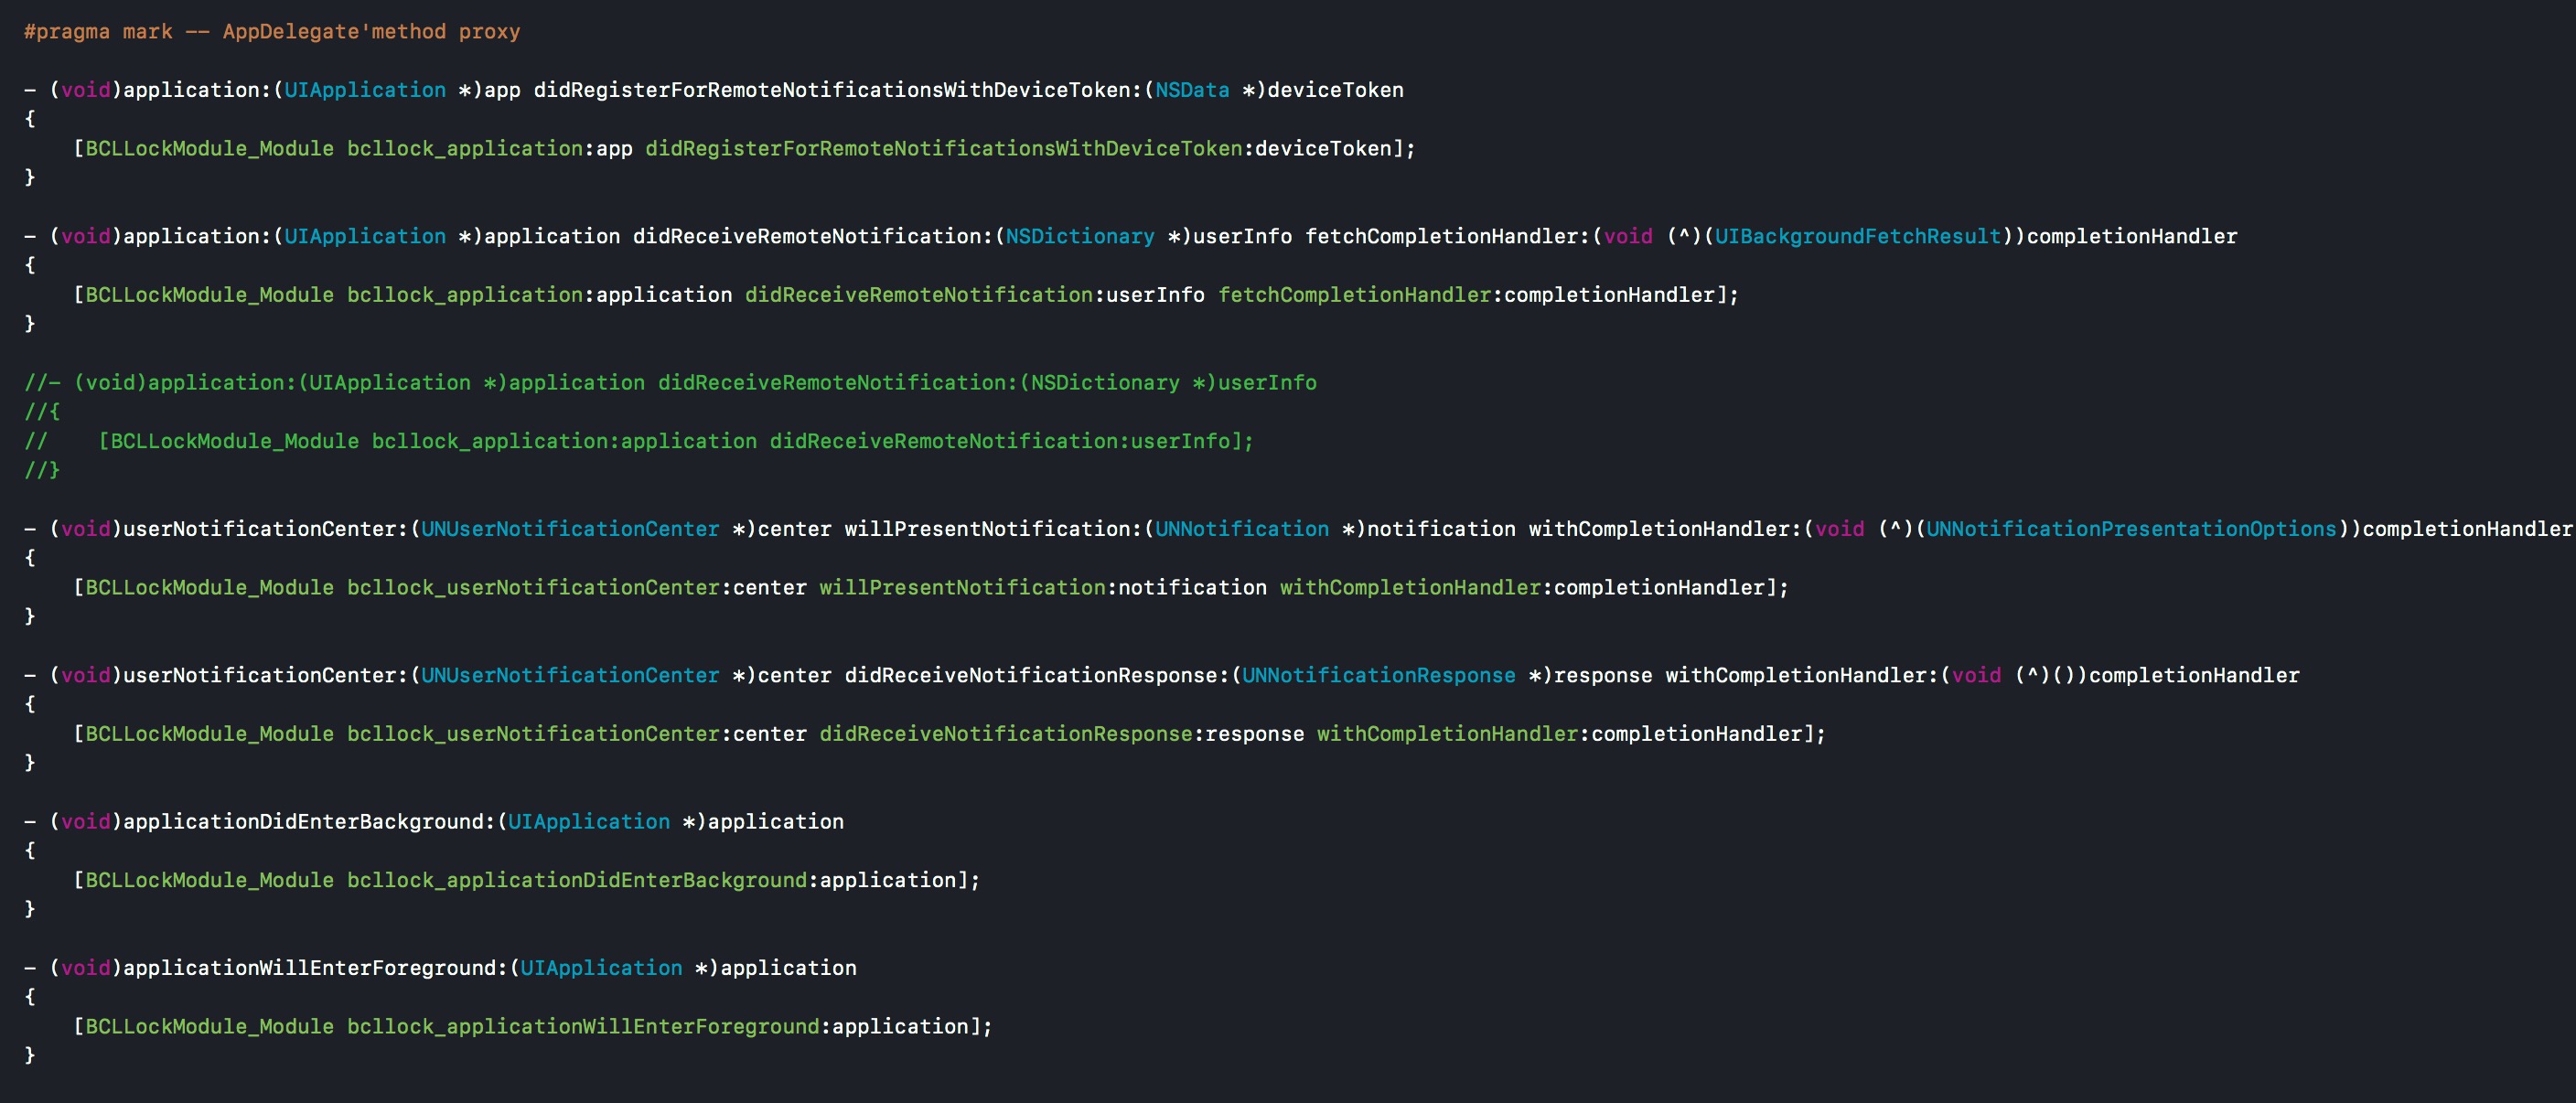 #pragma mark —— AppDelegate'method proxy
- (void)application:(UIApplication *)app didRegisterForRemoteNotificationsWithDeviceToken:(NSData *)deviceToken
{
[BCLLockModule_Module bcllock_application:app didRegisterForRemoteNotificationsWithDeviceToken:deviceToken];
}
- (void)application:(UIApplication *)application didReceiveRemoteNotification:(NSDictionary *)userInfo fetchCompletionHandler:(void (^)(UIBackgroundFetchResult))completionHandler
{
[BCLLockModule_Module bcllock_application:application didReceiveRemoteNotification:userInfo fetchCompletionHandler:completionHandler];
}
//- (void)application:(UIApplication *)application didReceiveRemoteNotification:(NSDictionary *)userInfo
//{
//    [BCLLockModule_Module bcllock_application:application didReceiveRemoteNotification:userInfo];
//}
- (void)userNotificationCenter:(UNUserNotificationCenter *)center willPresentNotification:(UNNotification *)notification withCompletionHandler:(void (^)(UNNotificationPresentationOptions))completionHandler
{
[BCLLockModule_Module bcllock_userNotificationCenter:center willPresentNotification:notification withCompletionHandler:completionHandler];
}
- (void)userNotificationCenter:(UNUserNotificationCenter *)center didReceiveNotificationResponse:(UNNotificationResponse *)response withCompletionHandler:(void (^)())completionHandler
{
[BCLLockModule_Module bcllock_userNotificationCenter:center didReceiveNotificationResponse:response withCompletionHandler:completionHandler];
}
- (void)applicationDidEnterBackground:(UIApplication *)application
{
[BCLLockModule_Module bcllock_applicationDidEnterBackground:application];
}
- (void)applicationWillEnterForeground:(UIApplication *)application
{
[BCLLockModule_Module bcllock_applicationWillEnterForeground:application];
}